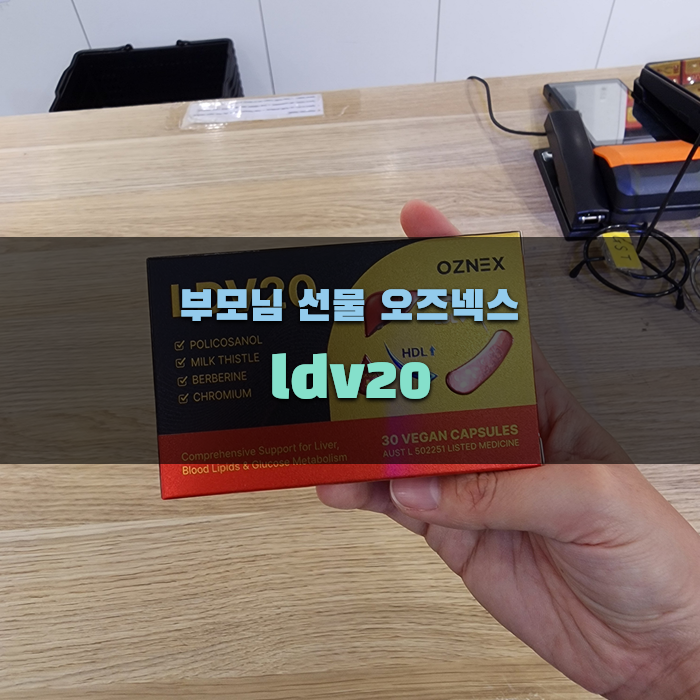 OZNEX
LDV20
부모님 선물 오즈넥스
POLICOSANOL
MILK THISTLE
HDL↑
ldv20
BERBERINE
CHROMIUM
30 VEGAN CAPSULES
AUST L 502251 LISTED MEDICINE
Comprehensive Support for Liver,
Blood Lipids & Glucose Metabolism